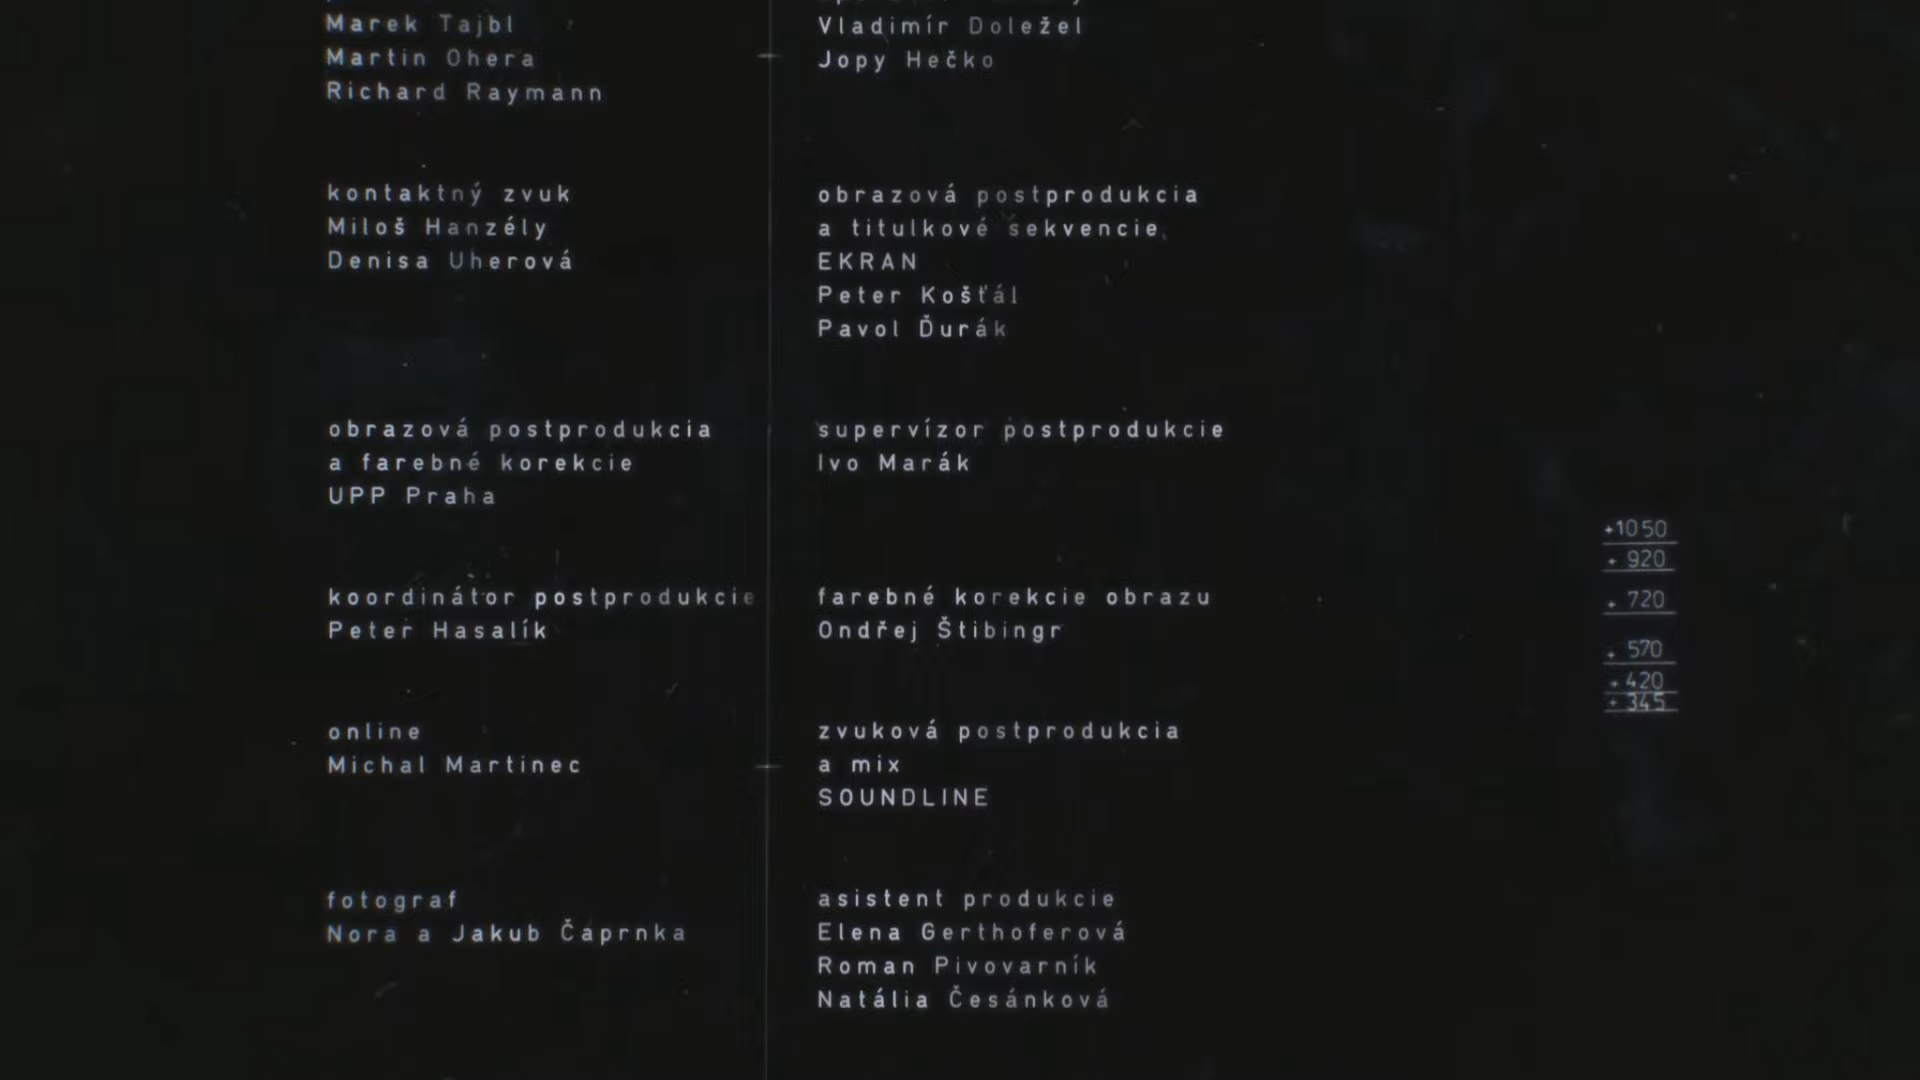 Marek Tajbl
Martin Ohera
Richard Raymann
kontaktný zvuk
Miloš Hanzély
Denisa Uherová
obrazová postprodukcia
a farebné korekcie
UPP Praha
koordinátor postprodukcie
Peter Hasalík
online
Michal Martinec
fotograf
Nora a Jakub Čaprnka
Vladimír Doležel
Jopy Hečko
obrazová postprodukcia
a titulkové sekvencie
EKRAN
Peter Košťál
Pavol Ďurák
supervízor postprodukcie
Ivo Marák
farebné korekcie obrazu
Ondřej Štibingr
zvuková postprodukcia
a mix
SOUNDLINE
asistent produkcie
Elena Gerthoferová
Roman Pivovarník
Natália Česánková
+1050
+ 920
+ 720
+ 570
+ 420
+ 345